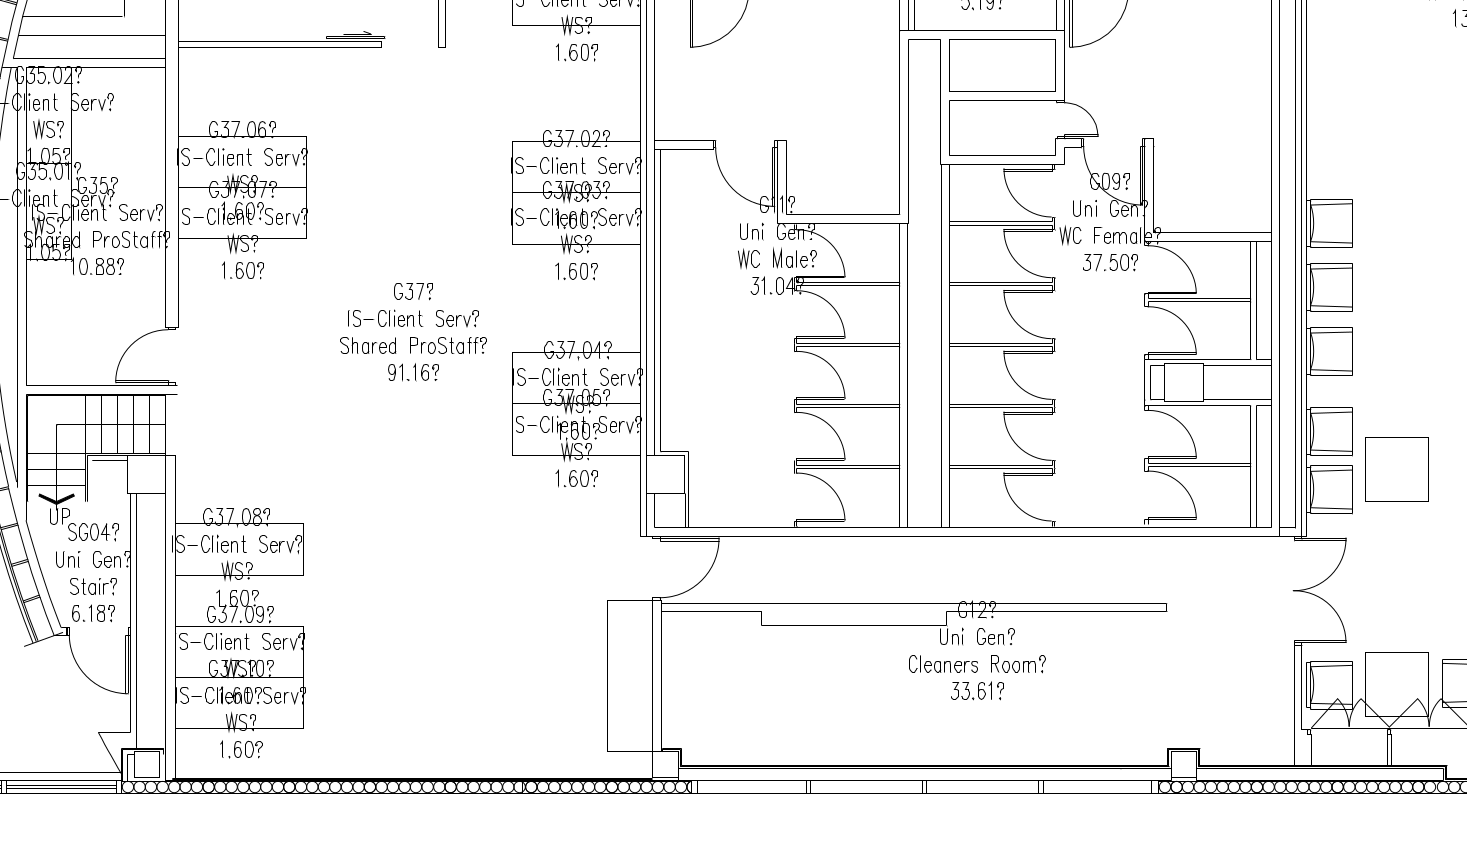 IS-Client Serv?
WS?
1.60?
5.19?
13
G35.02?
-Client Serv?
WS?
1.05?
G35.01?
-Client Serv?
WS?
1.05?
G35?
IS-Client Serv?
Shared ProStaff?
10.88?
G37.06?
IS-Client Serv?
WS?
1.60?
G37.07?
IS-Client Serv?
WS?
1.60?
G37.02?
IS-Client Serv?
WS?
1.60?
G37.03?
IS-Client Serv?
WS?
1.60?
G37?
IS-Client Serv?
Shared ProStaff?
91.16?
G37.04?
IS-Client Serv?
WS?
1.60?
G37.05?
IS-Client Serv?
WS?
1.60?
G11?
Uni Gen?
WC Male?
31.04?
G09?
Uni Gen?
WC Female?
37.50?
UP
SG04?
Uni Gen?
Stair?
6.18?
G37.08?
IS-Client Serv?
WS?
1.60?
G37.09?
IS-Client Serv?
WS?
1.60?
G37.10?
IS-Client Serv?
WS?
1.60?
G12?
Uni Gen?
Cleaners Room?
33.61?